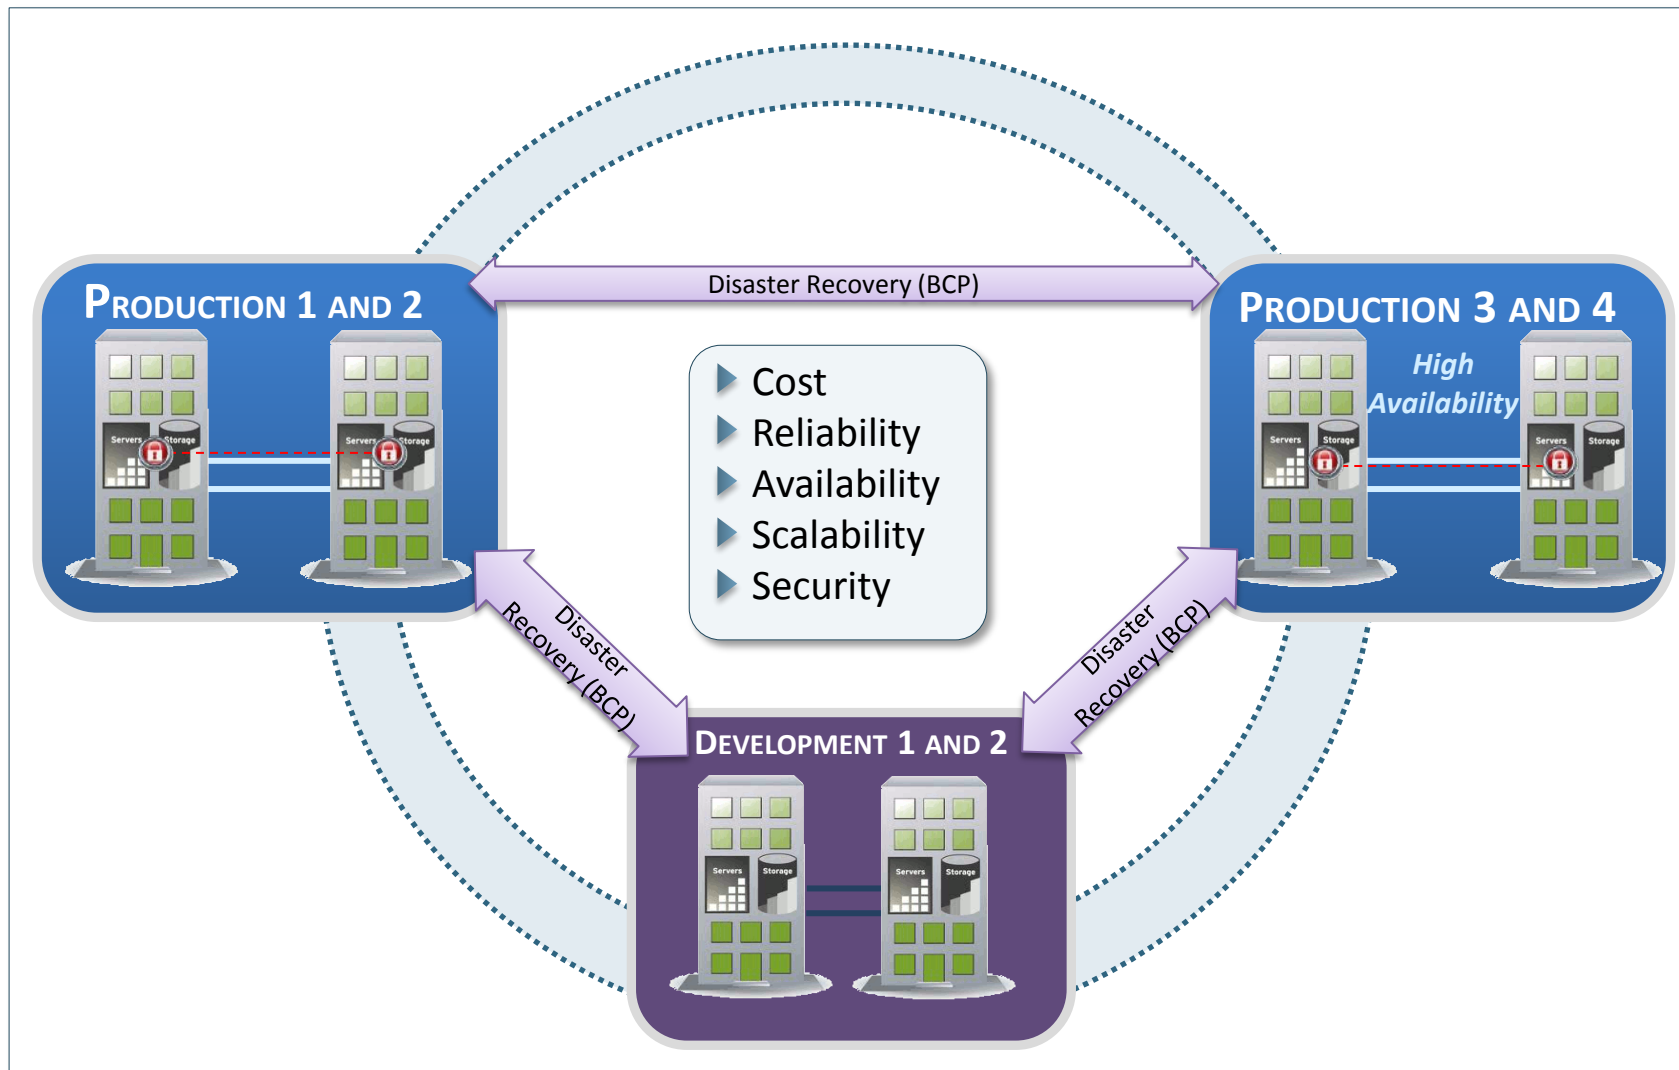 PRODUCTION 1 AND 2
Servers
Storage
Servers
Storage
Disaster Recovery (BCP)
PRODUCTION 3 AND 4
High
Availability
Servers
Storage
Servers
Cost
Reliability
Availability
Scalability
Security
Disaster
Recovery (BCP)
Disaster
Recovery (BCP)
DEVELOPMENT 1 AND 2
Servers
Storage
Servers
Storage